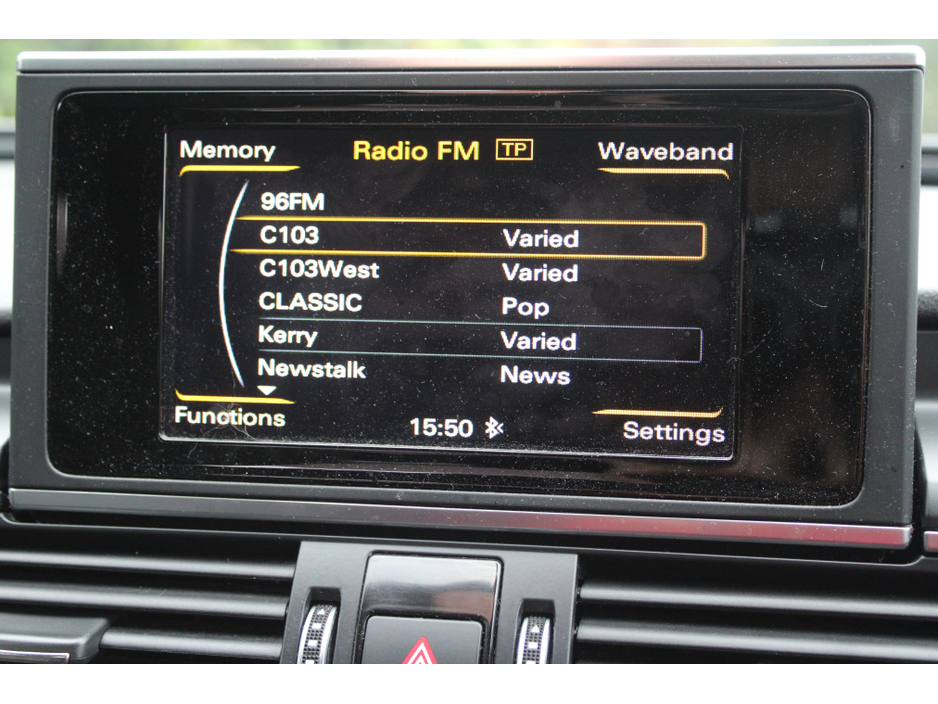 Memory Radio FM TP Waveband
96FM
C103 Varied
C103West Varied
CLASSIC Pop
Kerry Varied
Newstalk News
Functions 15:50 Settings